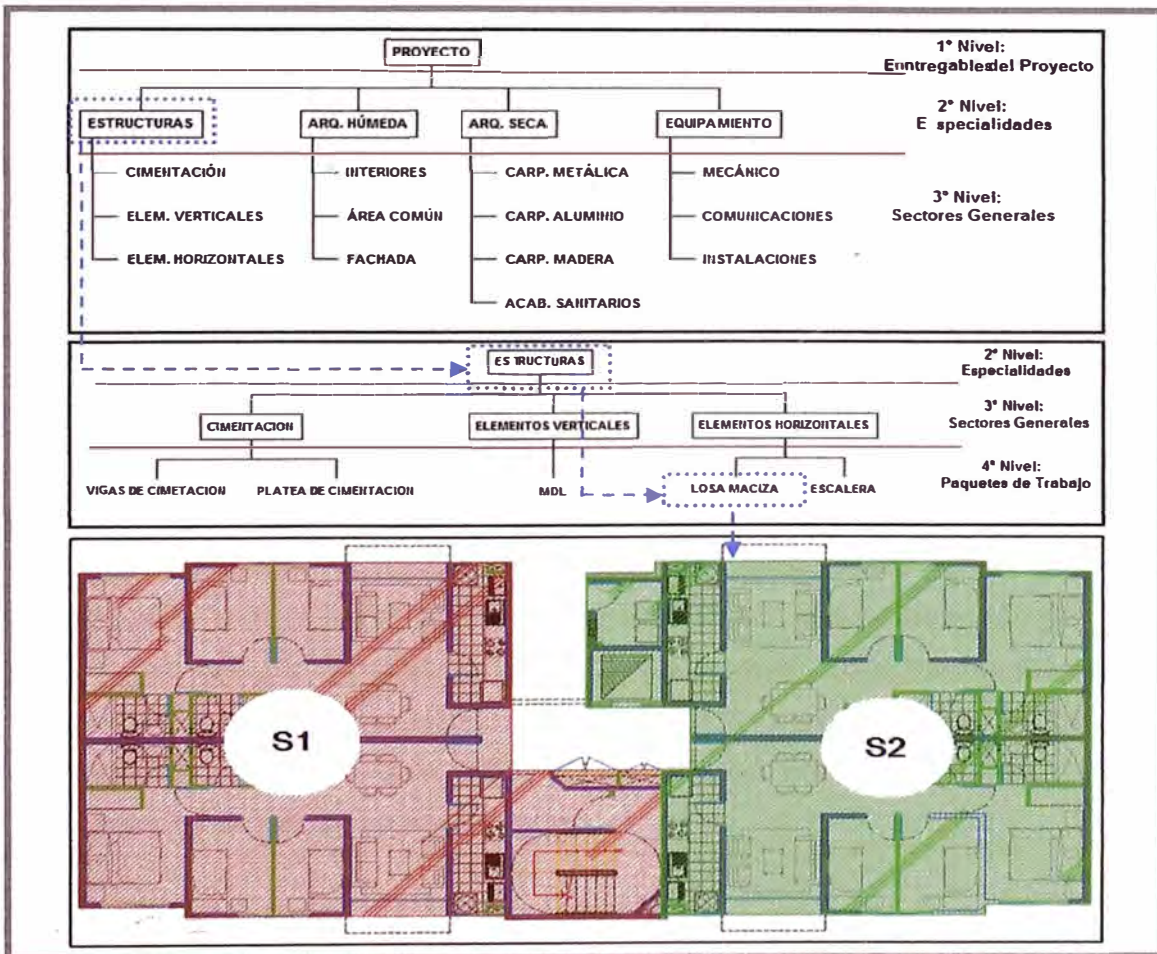 PROYECTO
1° Nivel:
Enntregablesdel Proyecto
ESTRUCTURAS
ARQ. HÚMEDA
ARQ. SECA
EQUIPAMIENTO
2° Nivel:
E specialidades
CIMENTACIÓN
INTERIORES
CARP. METÁLICA
MECÁNICO
ELEM. VERTICALES
ÁREA COMÚN
CARP. ALUMINIO
COMUNICACIONES
3° Nivel:
Sectores Generales
ELEM. HORIZONTALES
FACHADA
CARP. MADERA
INSTALACIONES
ACAB. SANITARIOS
ES TRUCTURAS
2° Nivel:
Especialidades
CIMENTACION
ELEMENTOS VERTICALES
ELEMENTOS HORIZONTALES
3° Nivel:
Sectores Generales
VIGAS DE CIMETACION
PLATEA DE CIMENTACION
MDL
LOSA MACIZA
ESCALERA
4° Nivel:
Paquetes de Trabajo
S1
S2